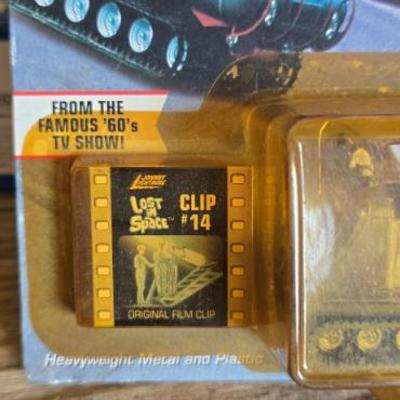 FROM THE
FAMOUS '60's
TV SHOW!
JOHNNY
LIGHTNING
LOST
IN
SPACE™
CLIP
#14
ORIGINAL FILM CLIP
Heavyweight Metal and Plastic